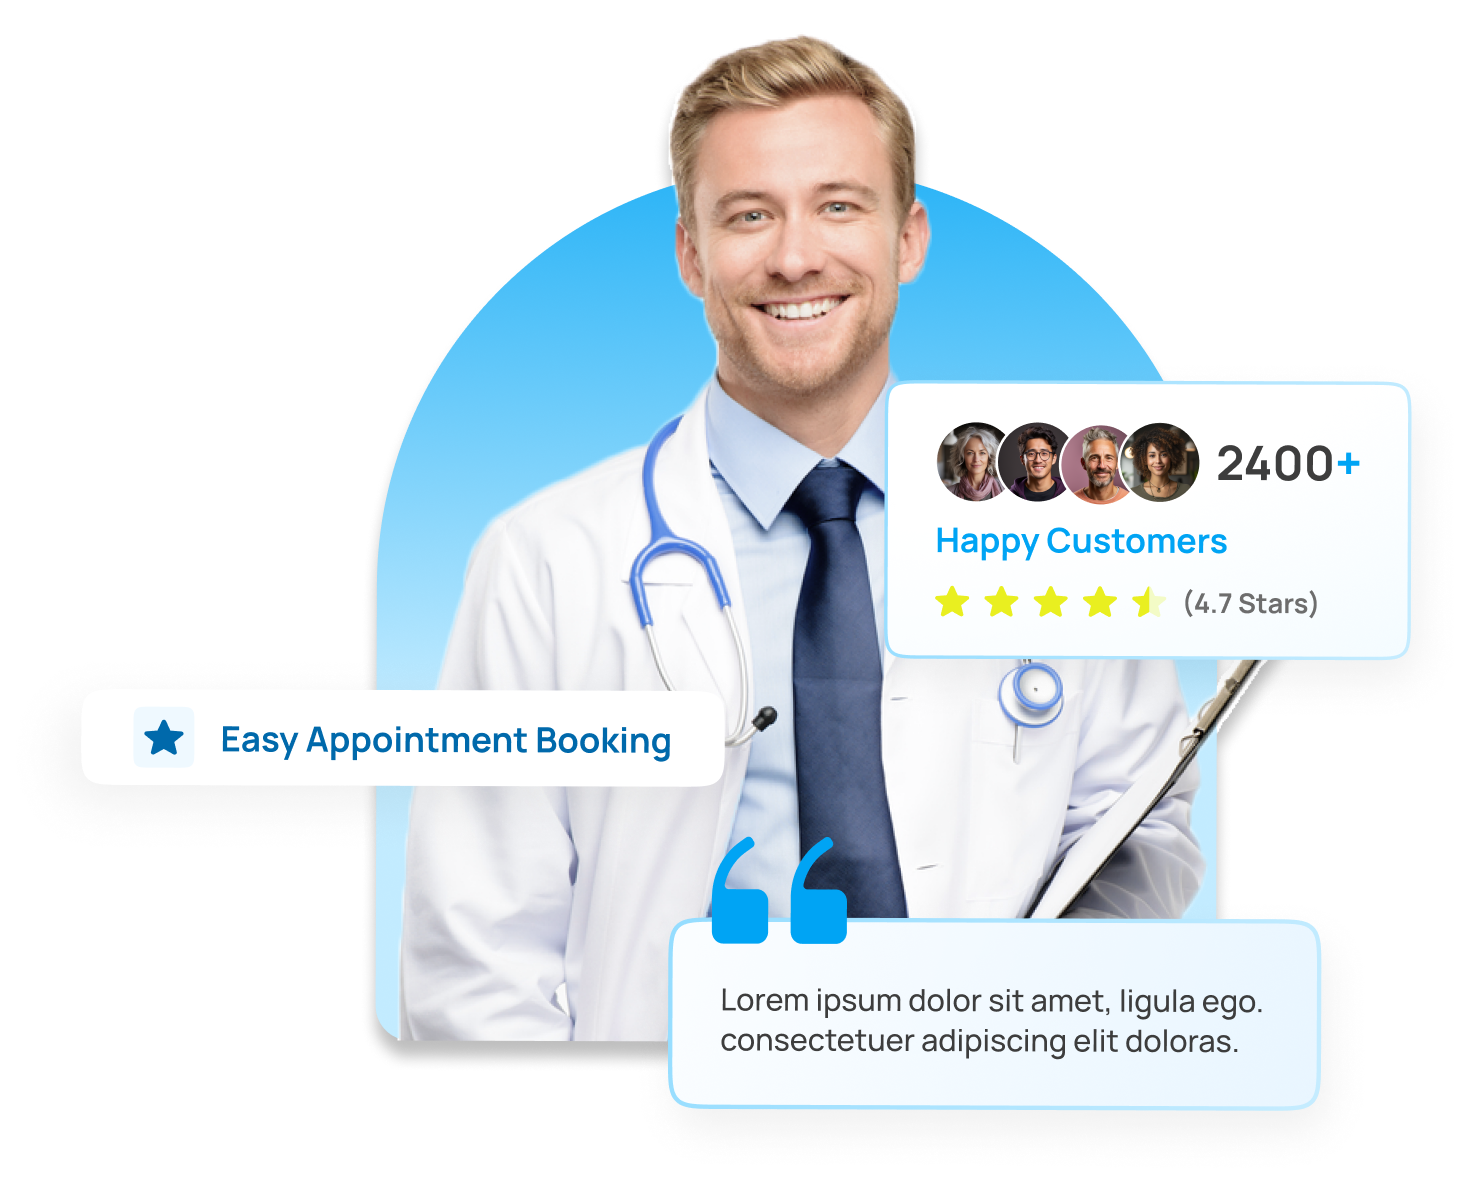 2400+
Happy Customers
(4.7 Stars)
Easy Appointment Booking
Lorem ipsum dolor sit amet, ligula ego.
consectetuer adipiscing elit doloras.